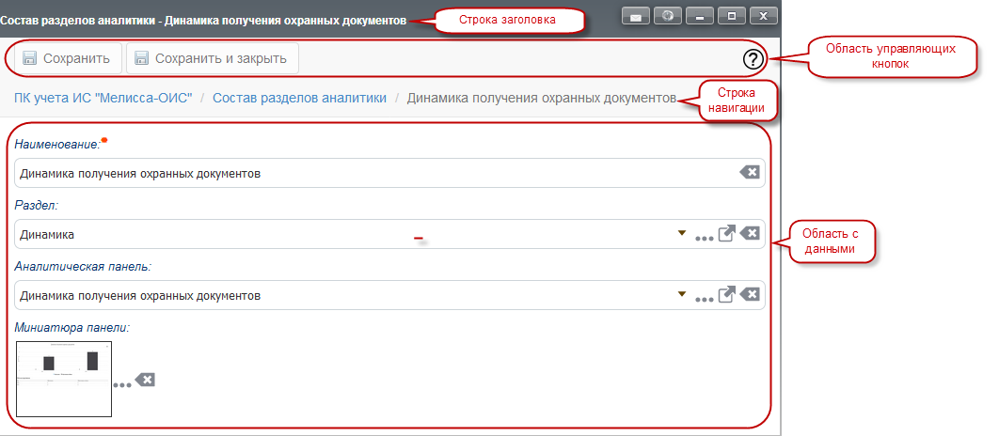 Состав разделов аналитики - Динамика получения охранных документов
Строка заголовка
Сохранить
Сохранить и закрыть
?
Область управляющих
кнопок
ПК учета ИС "Мелисса-ОИС" / Состав разделов аналитики / Динамика получения охранных документов
Строка
навигации
Наименование:
Динамика получения охранных документов
Раздел:
Динамика
Область с
данными
Аналитическая панель:
Динамика получения охранных документов
Миниатюра панели: